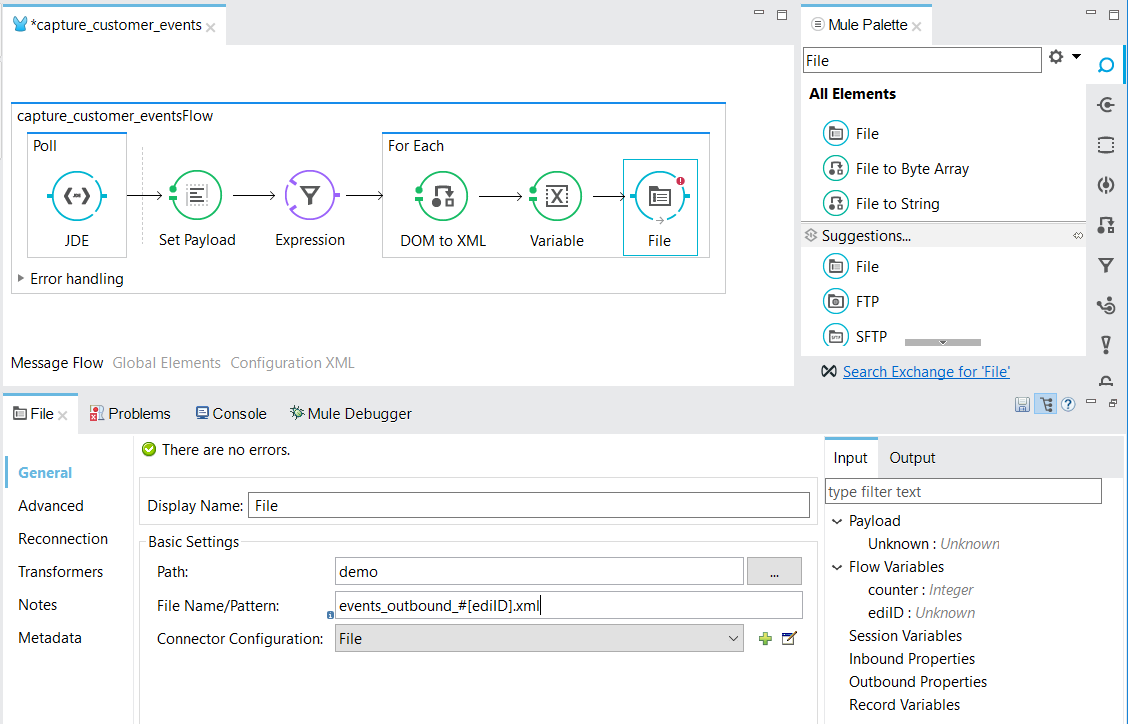 *capture_customer_events
capture_customer_eventsFlow
Poll
JDE
Set Payload
Expression
For Each
DOM to XML
Variable
File
Error handling
Message Flow Global Elements Configuration XML
Mule Palette
File
All Elements
File
File to Byte Array
File to String
Suggestions...
File
FTP
SFTP
Search Exchange for 'File'
File Problems Console Mule Debugger
General
Advanced
Reconnection
Transformers
Notes
Metadata
There are no errors.
Display Name: File
Basic Settings
Path: demo ...
File Name/Pattern: events_outbound_#[ediID].xml
Connector Configuration: File
Input Output
type filter text
Payload
Unknown : Unknown
Flow Variables
counter : Integer
ediID : Unknown
Session Variables
Inbound Properties
Outbound Properties
Record Variables